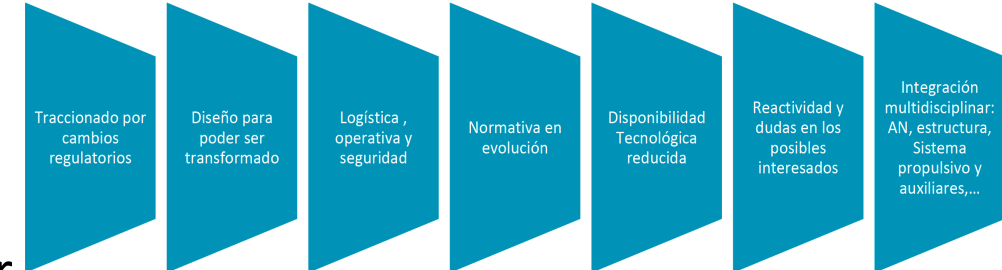 Traccionado por
cambios
regulatorios
Diseño para
poder ser
transformado
Logística ,
operativa y
seguridad
Normativa en
evolución
Disponibilidad
Tecnológica
reducida
Reactividad y
dudas en los
posibles
interesados
Integración
multidisciplinar:
AN, estructura,
Sistema
propulsivo y
auxiliares,...
r